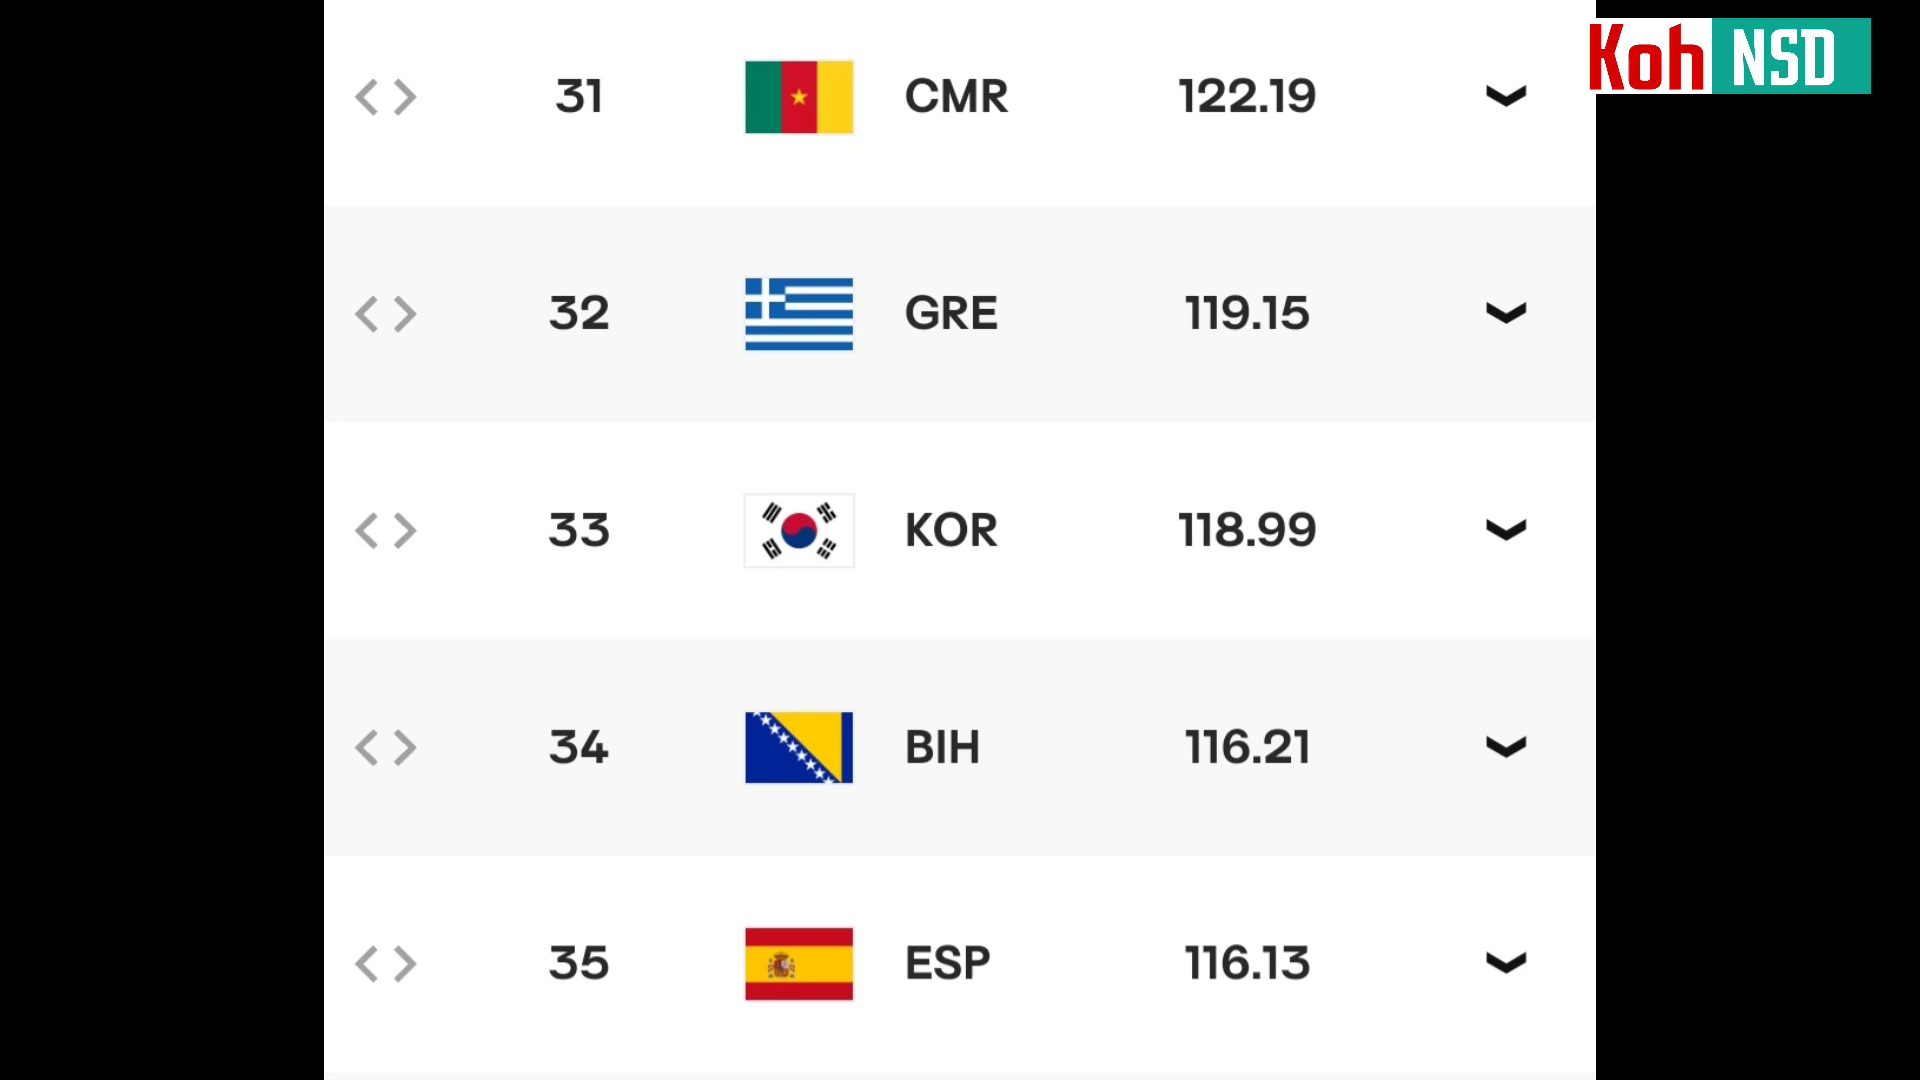 Koh NSD
31 CMR 122.19
32 GRE 119.15
33 KOR 118.99
34 BIH 116.21
35 ESP 116.13